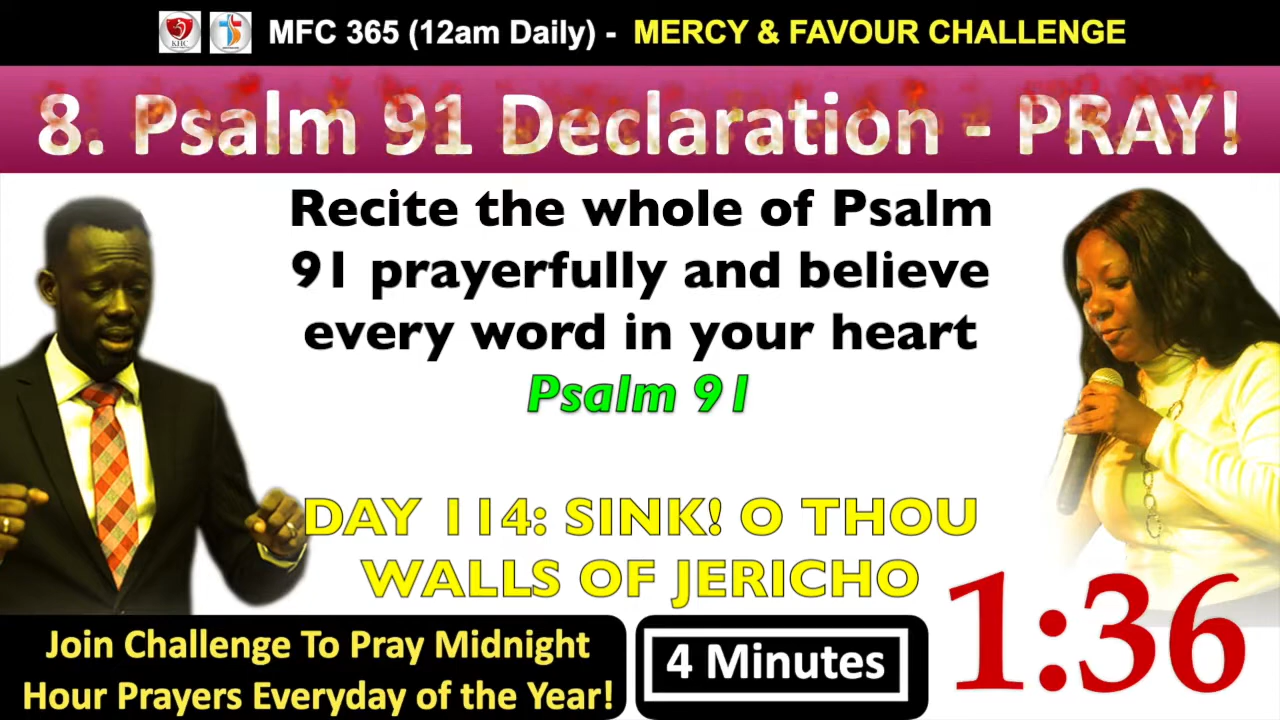 KHC
MFC 365 (12am Daily) - MERCY & FAVOUR CHALLENGE
8. Psalm 91 Declaration - PRAY!
Recite the whole of Psalm
91 prayerfully and believe
every word in your heart
Psalm 91
DAY 114: SINK! O THOU
WALLS OF JERICHO
1:36
Join Challenge To Pray Midnight
Hour Prayers Everyday of the Year!
4 Minutes